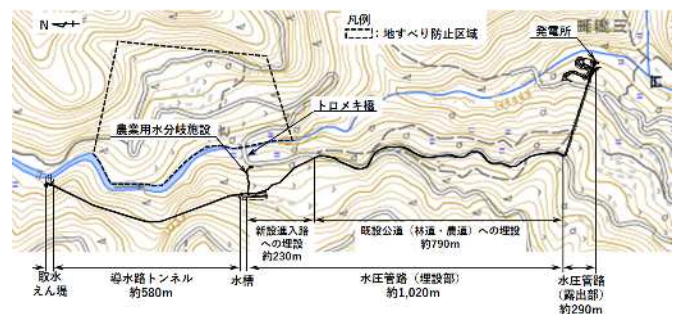 N
凡例
:地すべり防止区域
発電所
トロメキ橋
農業用水分岐施設
新設進入路
への埋設
約230m
既設公道(林道・農道)への埋設
約790m
取水
えん堤
導水路トンネル
約580m
水槽
水圧管路(埋設部)
約1,020m
水圧管路
(露出部)
約290m